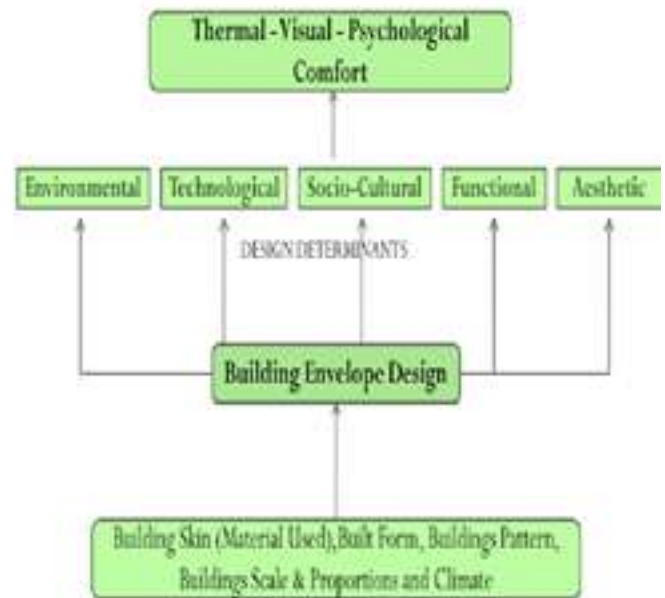 Thermal - Visual - Psychological
Comfort
Environmental
Technological
Socio-Cultural
Functional
Aesthetic
DESIGN DETERMINANTS
Building Envelope Design
Building Skin (Material Used),Built Form, Buildings Pattern,
Buildings Scale & Proportions and Climate